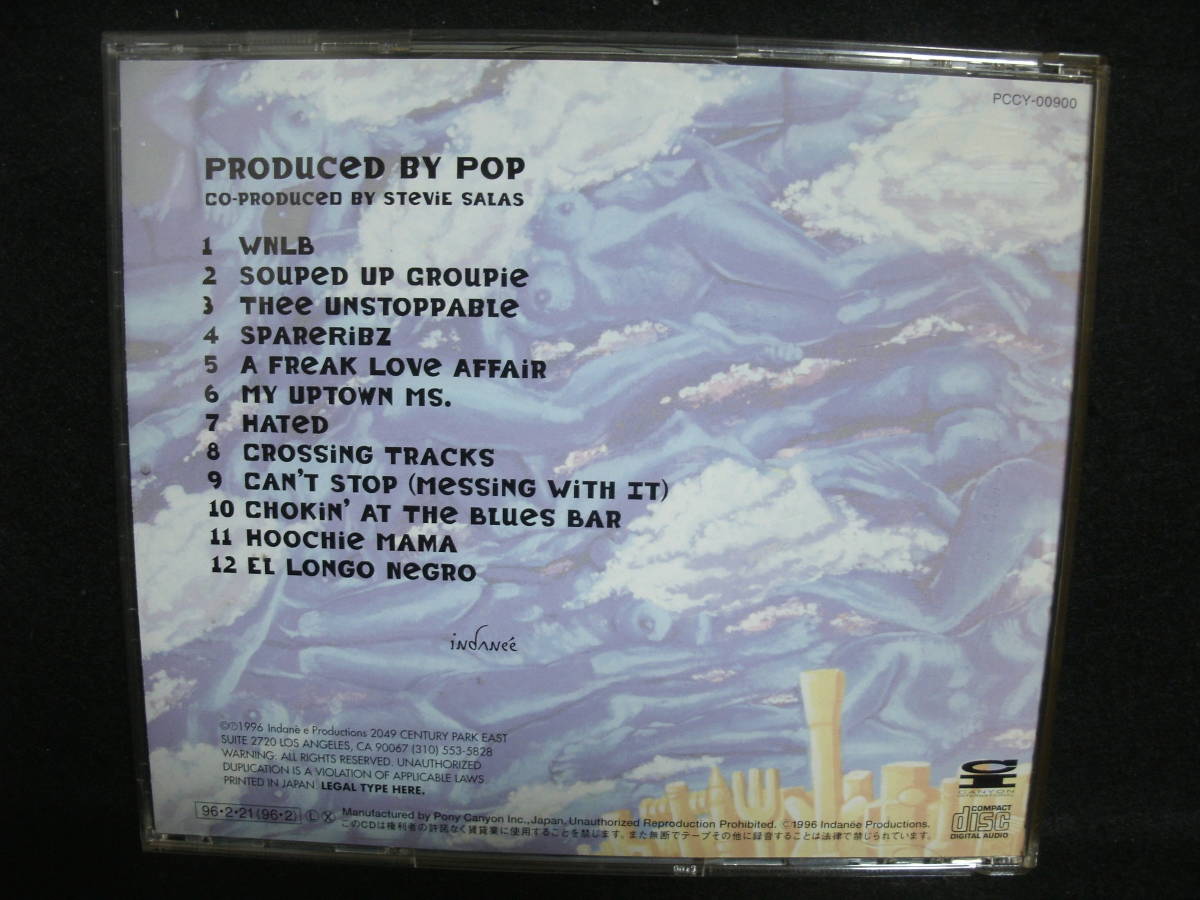 PCCY-00900
PRODUCED BY POP
CO-PRODUCED BY STEVIE SALAS
1 WNLB
2 SOUPED UP GROUPIE
3 THEE UNSTOPPABLE
4 SPARERIBZ
5 A FREAK LOVE AFFAIR
6 MY UPTOWN MS.
7 HATED
8 CROSSING TRACKS
9 CAN'T STOP (MESSING WITH IT)
10 CHOKIN' AT THE BLUES BAR
11 HOOCHIE MAMA
12 EL LONGO NEGRO
indanée
©℗1996 Indanè e Productions 2049 CENTURY PARK EAST
SUITE 2720 LOS ANGELES, CA 90067 (310) 553-5828
WARNING: ALL RIGHTS RESERVED. UNAUTHORIZED
DUPLICATION IS A VIOLATION OF APPLICABLE LAWS
PRINTED IN JAPAN. LEGAL TYPE HERE.
96・2・21(96・2) Ⓛ Ⓧ Manufactured by Pony Canyon Inc., Japan, Unauthorized Reproduction Prohibited. ©1996 Indanée Productions.
このCDは権利者の許諾なく賃貸業に使用することを禁じます。また無断でテープその他に録音することは法律で禁じられています。
CANYON
COMPACT
disc
DIGITAL AUDIO